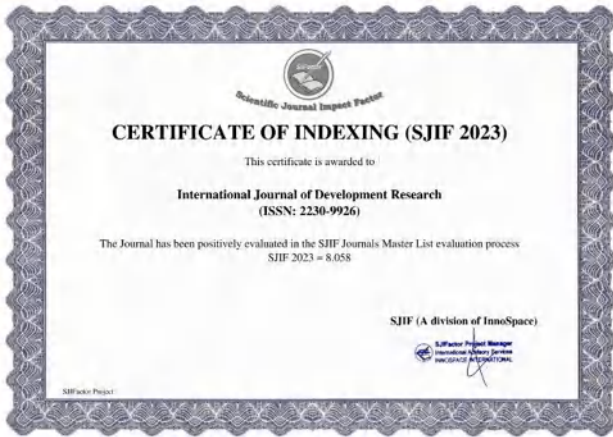 Scientific Journal Impact Factor
CERTIFICATE OF INDEXING (SJIF 2023)
This certificate is awarded to
International Journal of Development Research
(ISSN: 2230-9926)
The Journal has been positively evaluated in the SJIF Journals Master List evaluation process
SJIF 2023 = 8.058
SJIF (A division of InnoSpace)
SJIFactor Project Manager
International Advisory Services
INNOSPACE INTERNATIONAL
SJIFactor Project